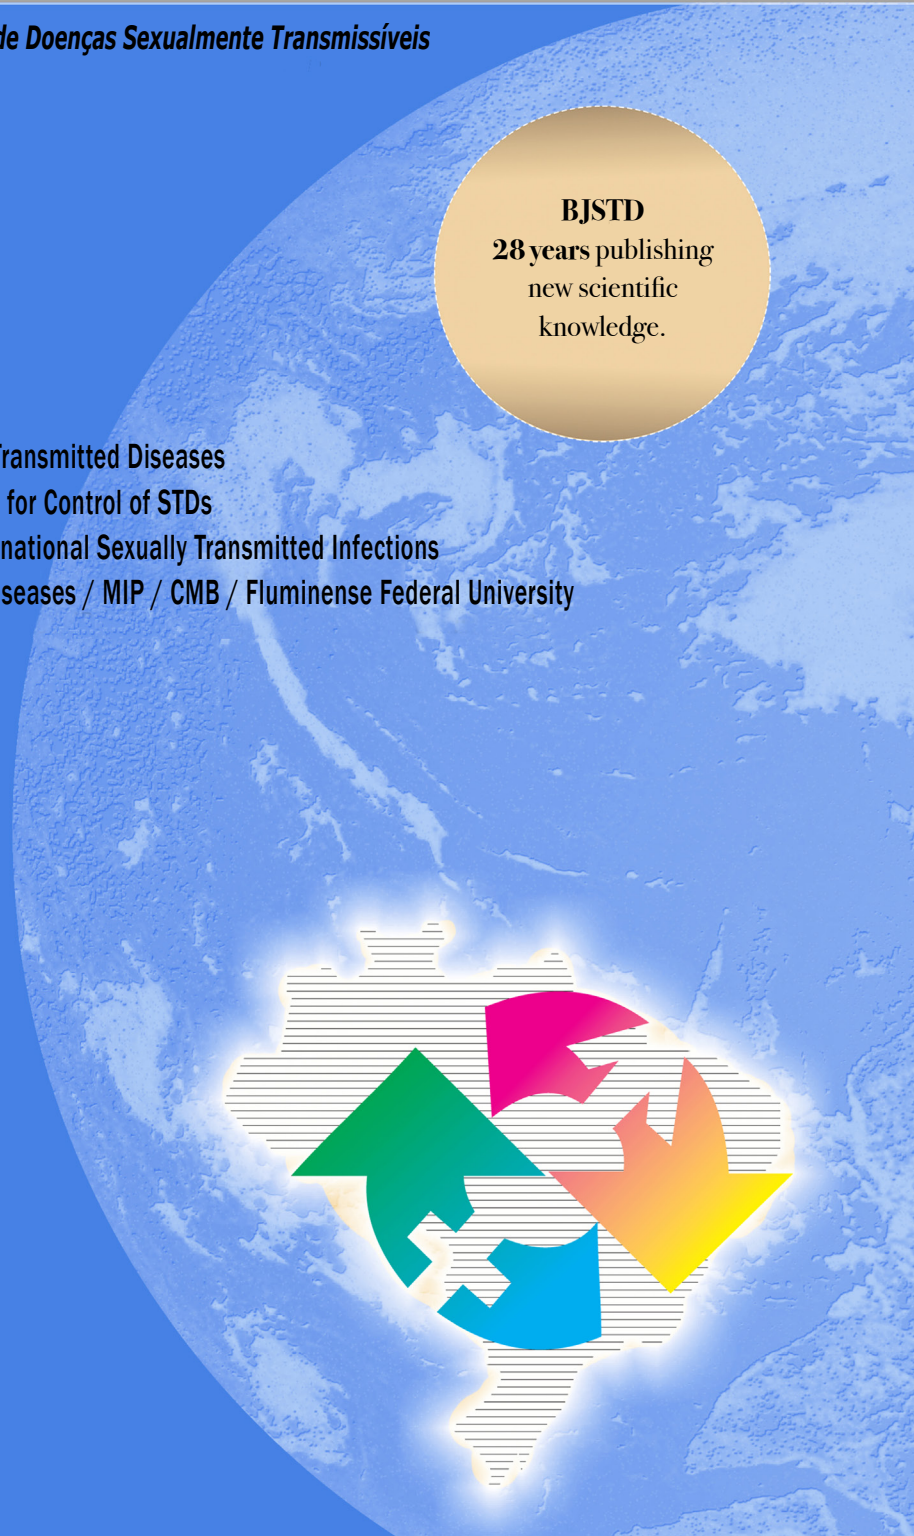 de Doenças Sexualmente Transmissíveis
BJSTD
28 years publishing
new scientific
knowledge.
Transmitted Diseases
for Control of STDs
national Sexually Transmitted Infections
seases / MIP / CMB / Fluminense Federal University